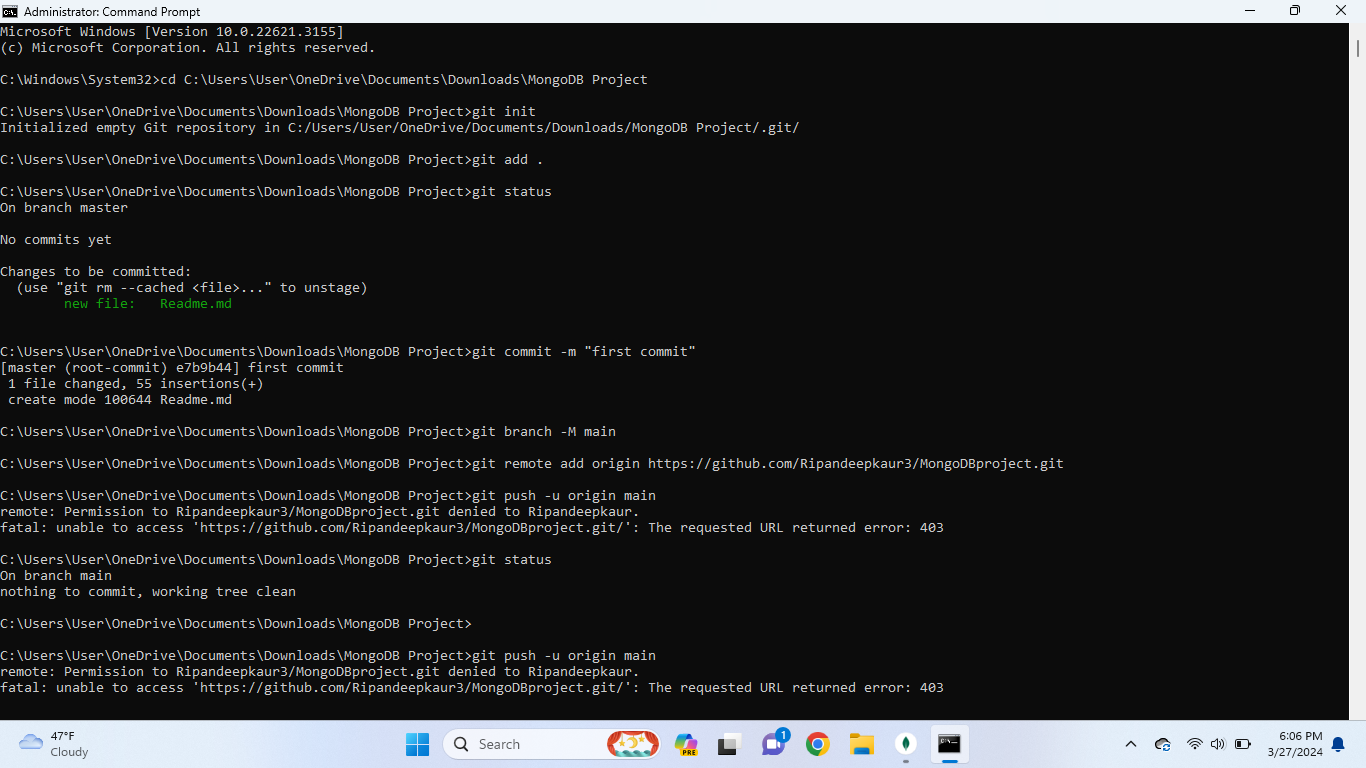 Administrator: Command Prompt
Microsoft Windows [Version 10.0.22621.3155]
(c) Microsoft Corporation. All rights reserved.
C:\Windows\System32>cd C:\Users\User\OneDrive\Documents\Downloads\MongoDB Project
C:\Users\User\OneDrive\Documents\Downloads\MongoDB Project>git init
Initialized empty Git repository in C:/Users/User/OneDrive/Documents/Downloads/MongoDB Project/.git/
C:\Users\User\OneDrive\Documents\Downloads\MongoDB Project>git add .
C:\Users\User\OneDrive\Documents\Downloads\MongoDB Project>git status
On branch master
No commits yet
Changes to be committed:
  (use "git rm --cached <file>..." to unstage)
        new file:   Readme.md
C:\Users\User\OneDrive\Documents\Downloads\MongoDB Project>git commit -m "first commit"
[master (root-commit) e7b9b44] first commit
 1 file changed, 55 insertions(+)
 create mode 100644 Readme.md
C:\Users\User\OneDrive\Documents\Downloads\MongoDB Project>git branch -M main
C:\Users\User\OneDrive\Documents\Downloads\MongoDB Project>git remote add origin https://github.com/Ripandeepkaur3/MongoDBproject.git
C:\Users\User\OneDrive\Documents\Downloads\MongoDB Project>git push -u origin main
remote: Permission to Ripandeepkaur3/MongoDBproject.git denied to Ripandeepkaur.
fatal: unable to access 'https://github.com/Ripandeepkaur3/MongoDBproject.git/': The requested URL returned error: 403
C:\Users\User\OneDrive\Documents\Downloads\MongoDB Project>git status
On branch main
nothing to commit, working tree clean
C:\Users\User\OneDrive\Documents\Downloads\MongoDB Project>
C:\Users\User\OneDrive\Documents\Downloads\MongoDB Project>git push -u origin main
remote: Permission to Ripandeepkaur3/MongoDBproject.git denied to Ripandeepkaur.
fatal: unable to access 'https://github.com/Ripandeepkaur3/MongoDBproject.git/': The requested URL returned error: 403
47°F
Cloudy
Search
PRE
1
6:06 PM
3/27/2024